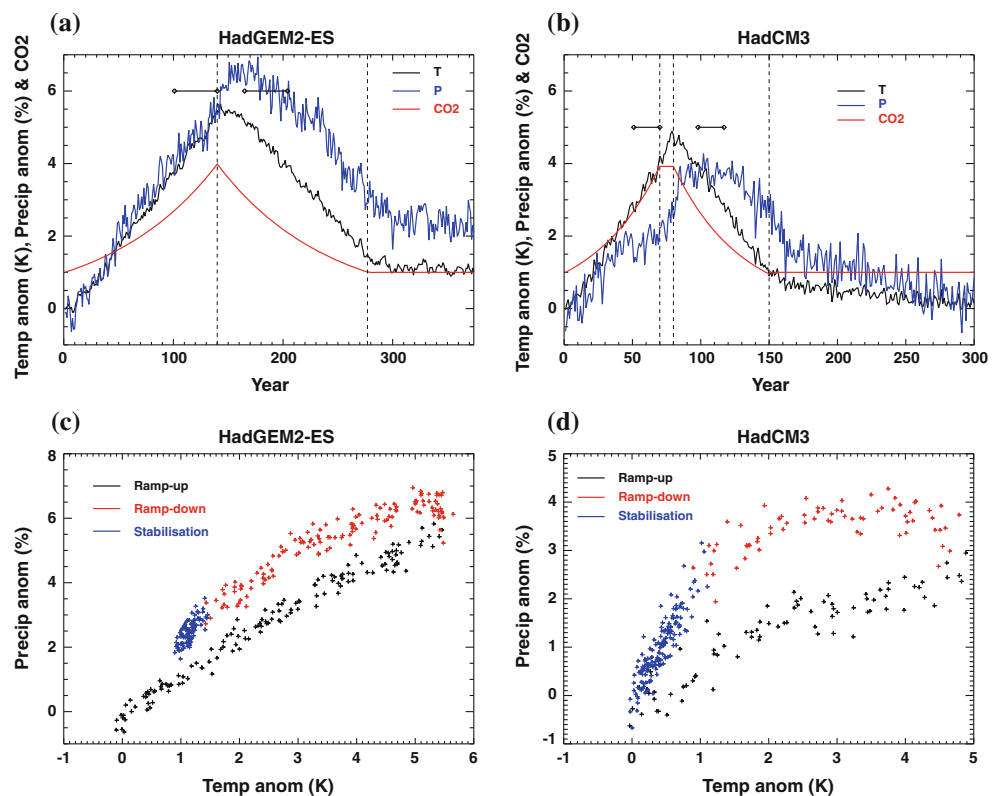 (a)
HadGEM2-ES
Temp anom (K), Precip anom (%) & CO2
8
6
4
2
0
T
P
CO2
0
100
200
300
Year
(b)
HadCM3
Temp anom (K), Precip anom (%) & C02
6
4
2
0
T
P
CO2
0
50
100
150
200
250
300
Year
(c)
HadGEM2-ES
Precip anom (%)
8
6
4
2
0
Ramp-up
Ramp-down
Stabilisation
-1
0
1
2
3
4
5
6
Temp anom (K)
(d)
HadCM3
Precip anom (%)
5
4
3
2
1
0
-1
Ramp-up
Ramp-down
Stabilisation
-1
0
1
2
3
4
5
Temp anom (K)